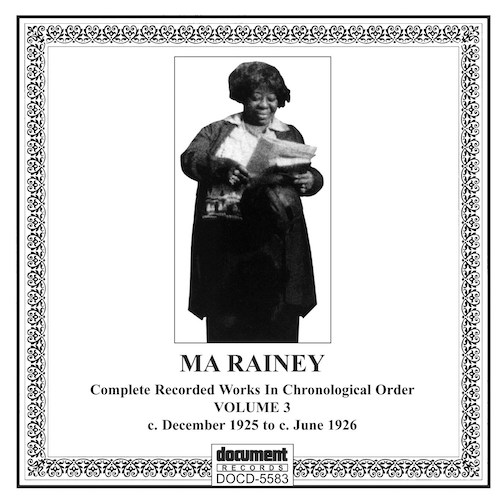 MA RAINEY
Complete Recorded Works In Chronological Order
VOLUME 3
c. December 1925 to c. June 1926
document
RECORDS
DOCD-5583